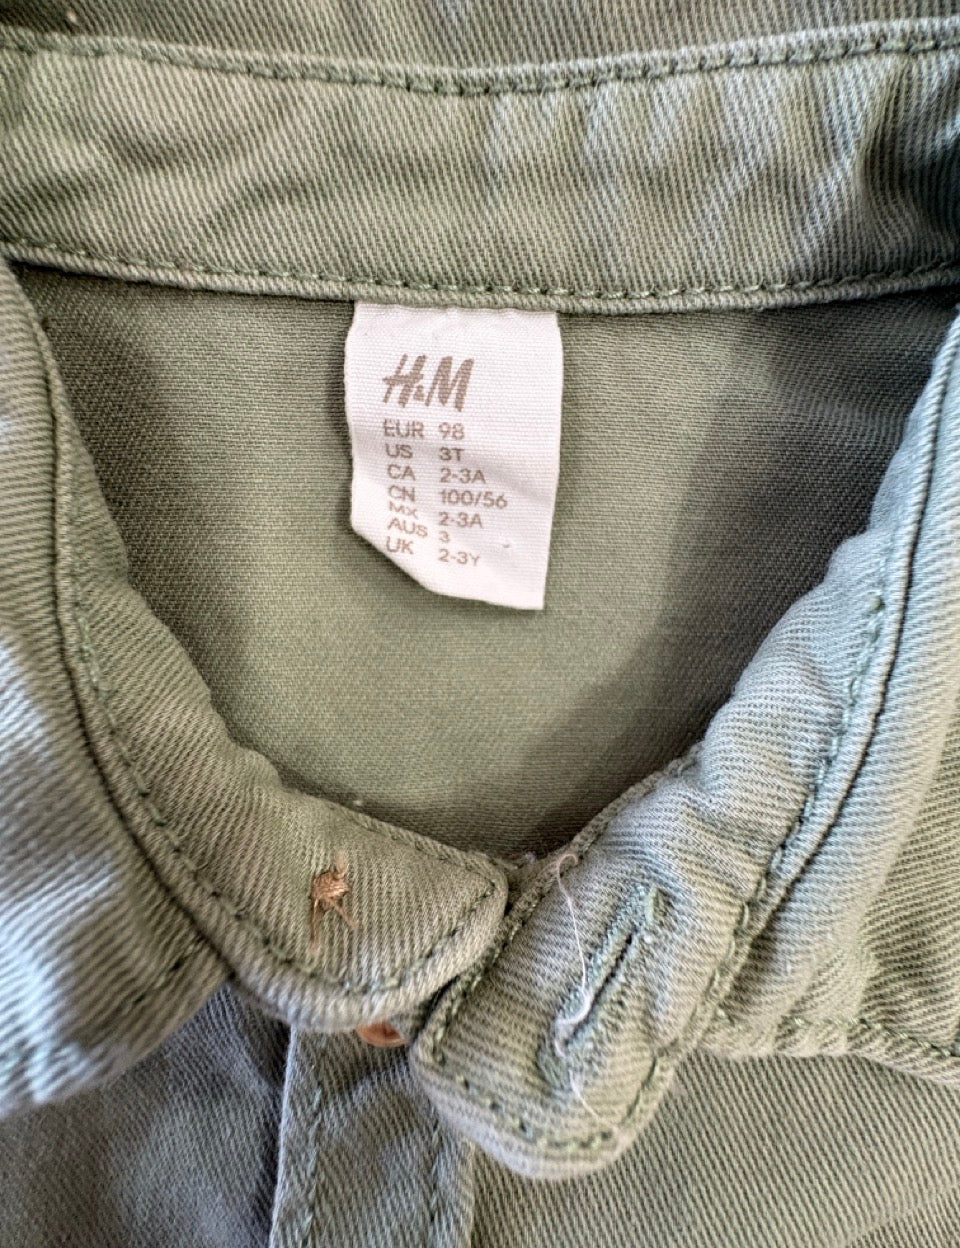 H&M
EUR 98
US 3T
CA 2-3A
CN 100/56
MX 2-3A
AUS 3
UK 2-3Y